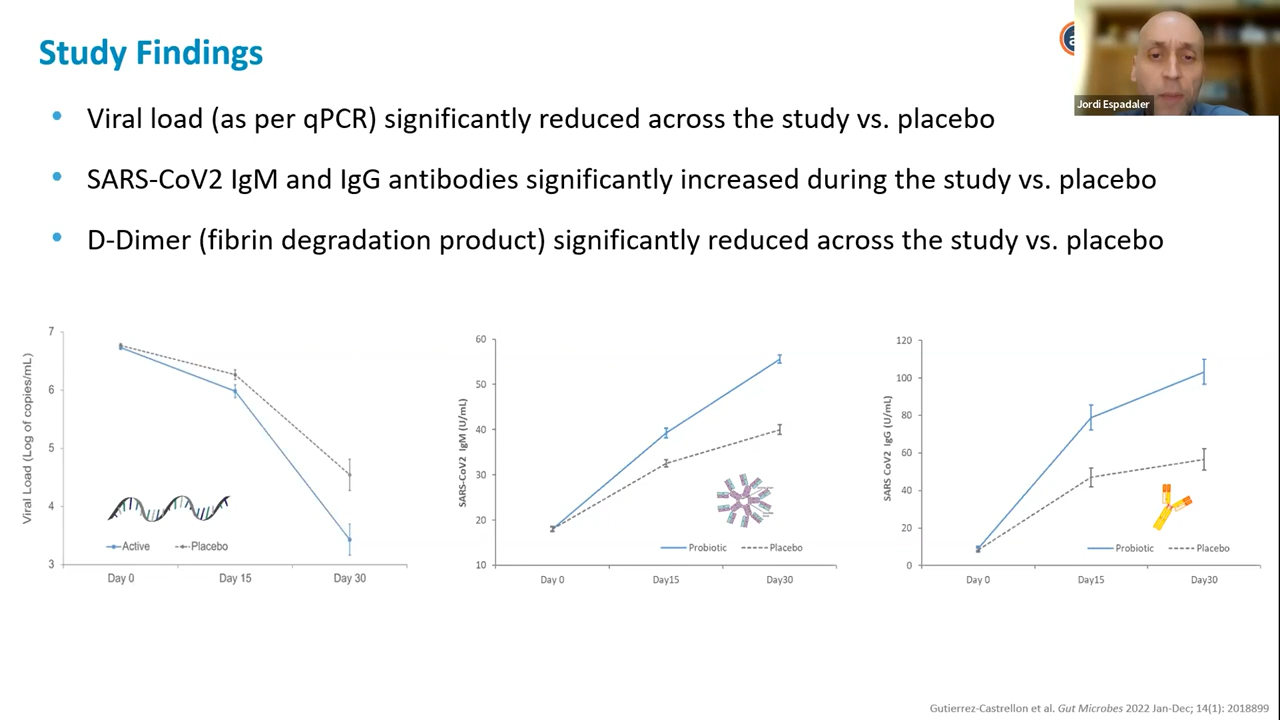 Study Findings
Jordi Espadaler
• Viral load (as per qPCR) significantly reduced across the study vs. placebo
• SARS-CoV2 IgM and IgG antibodies significantly increased during the study vs. placebo
• D-Dimer (fibrin degradation product) significantly reduced across the study vs. placebo
Viral Load (Log of copies/mL)
7
6
5
4
3
Active
Placebo
Day 0
Day 15
Day 30
SARS-CoV2 IgM (U/mL)
60
50
40
30
20
10
Probiotic
Placebo
Day 0
Day15
Day30
SARS CoV2 IgG (U/mL)
120
100
80
60
40
20
0
Probiotic
Placebo
Day 0
Day15
Day30
Gutierrez-Castrellon et al. Gut Microbes 2022 Jan-Dec; 14(1): 2018899